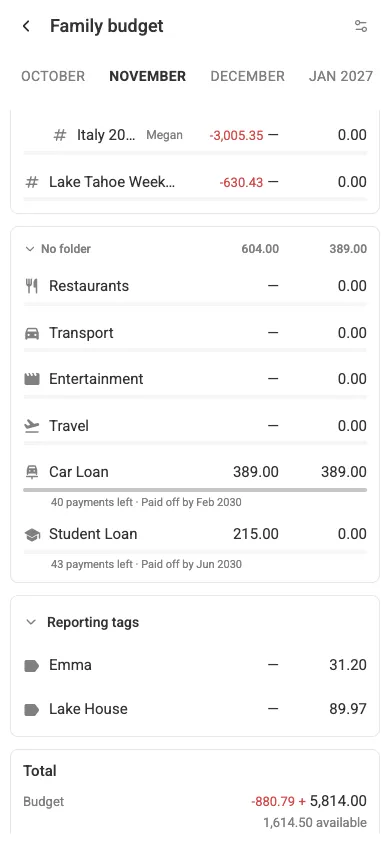 Family budget
OCTOBER NOVEMBER DECEMBER JAN 2027
# Italy 20... Megan -3,005.35 — 0.00
# Lake Tahoe Week... -630.43 — 0.00
No folder 604.00 389.00
Restaurants — 0.00
Transport — 0.00
Entertainment — 0.00
Travel — 0.00
Car Loan 389.00 389.00
40 payments left · Paid off by Feb 2030
Student Loan 215.00 0.00
43 payments left · Paid off by Jun 2030
Reporting tags
Emma — 31.20
Lake House — 89.97
Total
Budget -880.79 + 5,814.00
1,614.50 available